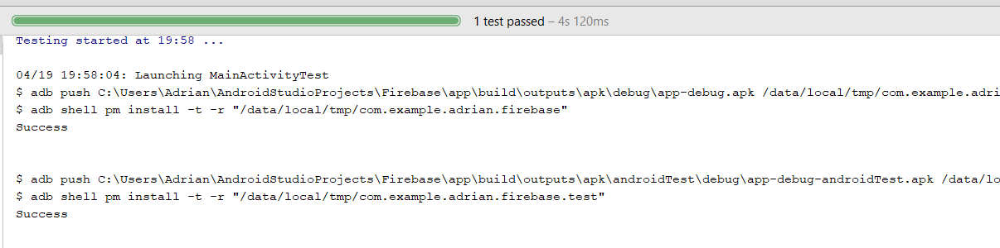 1 test passed – 4s 120ms
Testing started at 19:58 ...
04/19 19:58:04: Launching MainActivityTest
$ adb push C:\Users\Adrian\AndroidStudioProjects\Firebase\app\build\outputs\apk\debug\app-debug.apk /data/local/tmp/com.example.adri
$ adb shell pm install -t -r "/data/local/tmp/com.example.adrian.firebase"
Success
$ adb push C:\Users\Adrian\AndroidStudioProjects\Firebase\app\build\outputs\apk\androidTest\debug\app-debug-androidTest.apk /data/lo
$ adb shell pm install -t -r "/data/local/tmp/com.example.adrian.firebase.test"
Success